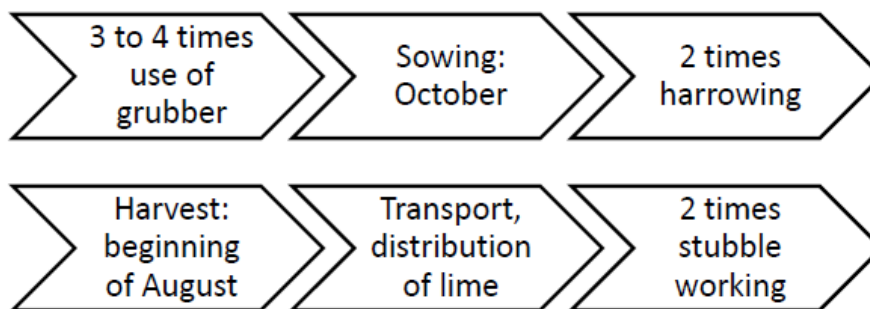 3 to 4 times
use of
grubber
Sowing:
October
2 times
harrowing
Harvest:
beginning
of August
Transport,
distribution
of lime
2 times
stubble
working